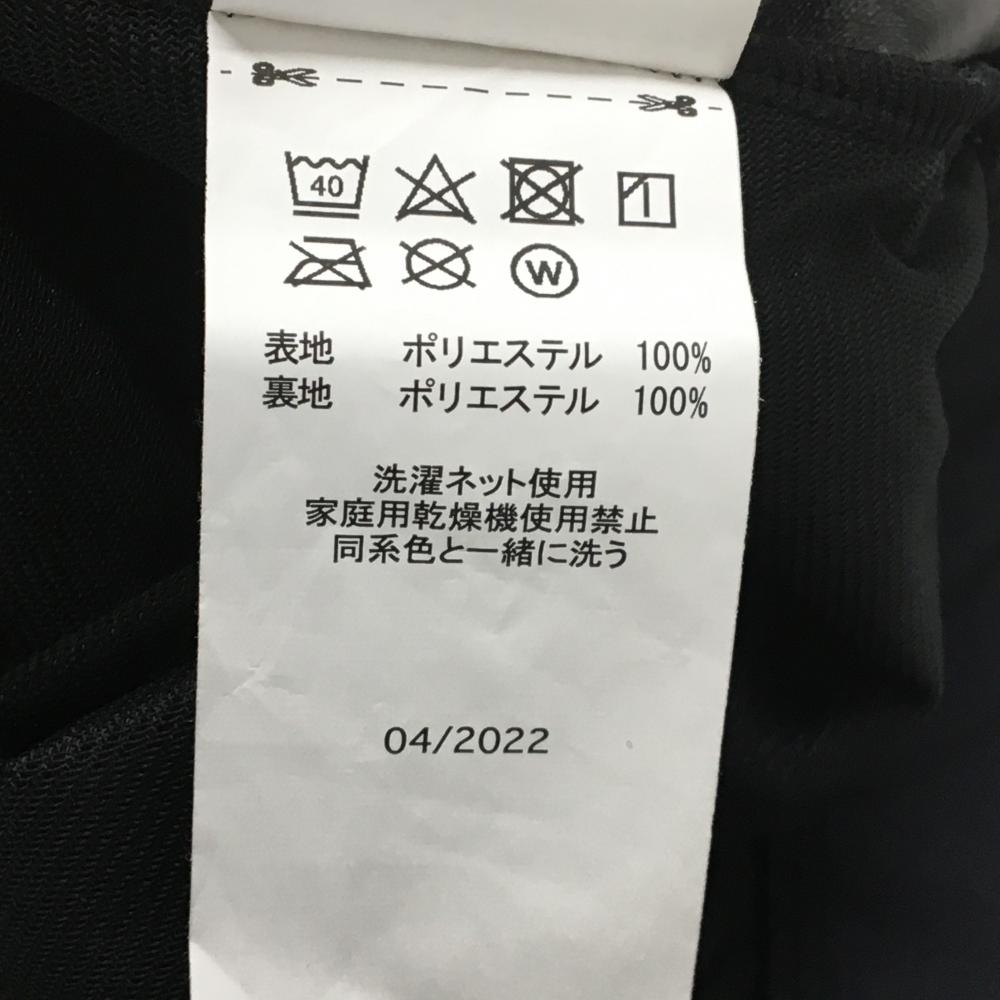 40
W
表地 ポリエステル 100%
裏地 ポリエステル 100%
洗濯ネット使用
家庭用乾燥機使用禁止
同系色と一緒に洗う
04/2022